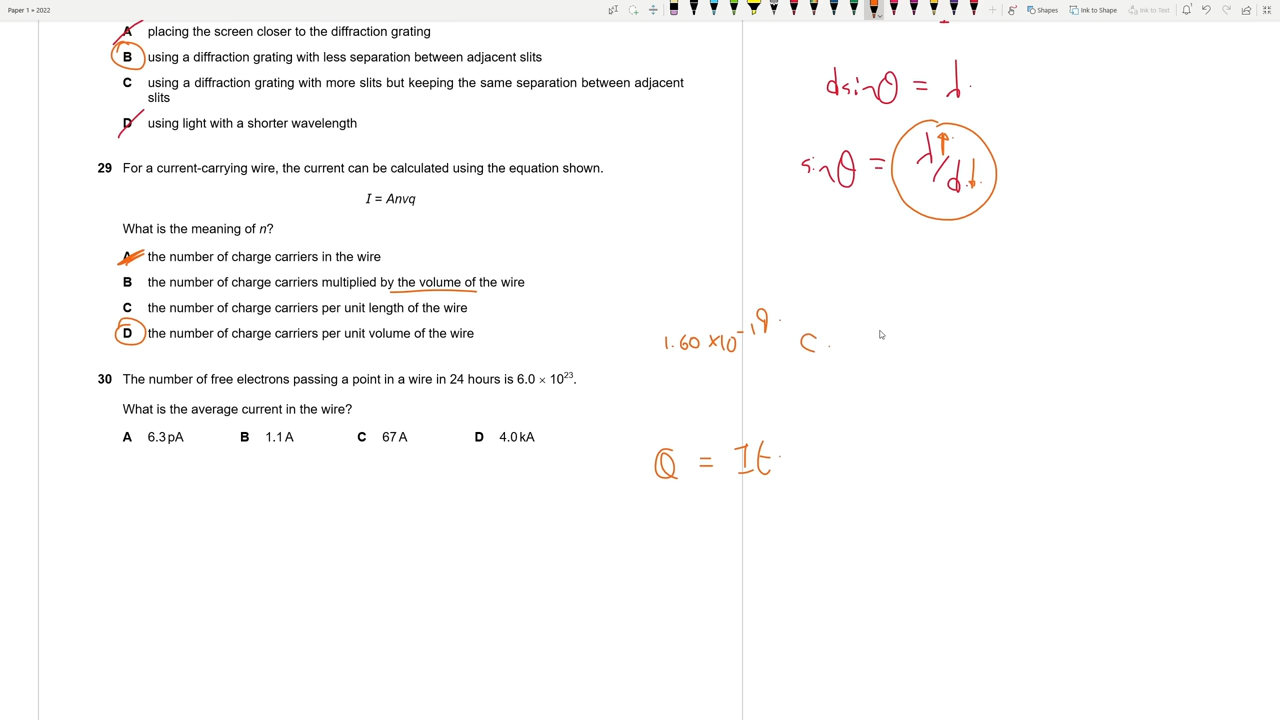 Paper 1 » 2022
Shapes
Ink to Shape
Ink to Text
A placing the screen closer to the diffraction grating
B using a diffraction grating with less separation between adjacent slits
C using a diffraction grating with more slits but keeping the same separation between adjacent
slits
D using light with a shorter wavelength
dsinθ = λ
sinθ = λ/d
29 For a current-carrying wire, the current can be calculated using the equation shown.
I = Anvq
What is the meaning of n?
A the number of charge carriers in the wire
B the number of charge carriers multiplied by the volume of the wire
C the number of charge carriers per unit length of the wire
D the number of charge carriers per unit volume of the wire
1.60 ×10⁻¹⁹ C
30 The number of free electrons passing a point in a wire in 24 hours is 6.0 × 10²³.
What is the average current in the wire?
A 6.3 pA B 1.1 A C 67 A D 4.0 kA
Q = It